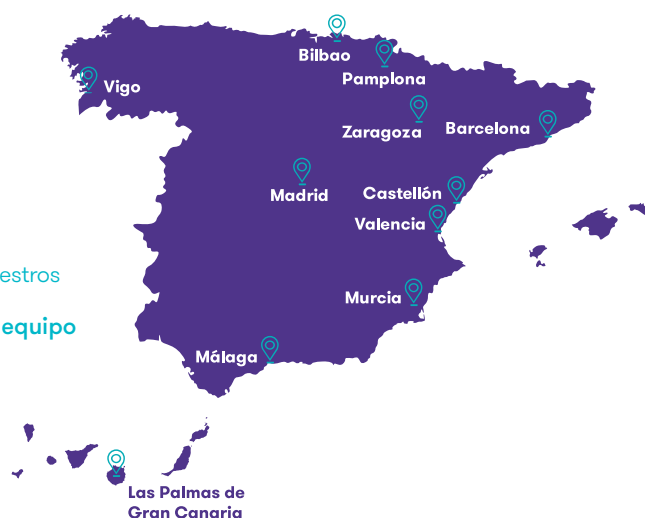 Bilbao
Pamplona
Vigo
Zaragoza
Barcelona
Madrid
Castellón
Valencia
estros
Murcia
equipo
Málaga
Las Palmas de
Gran Canaria